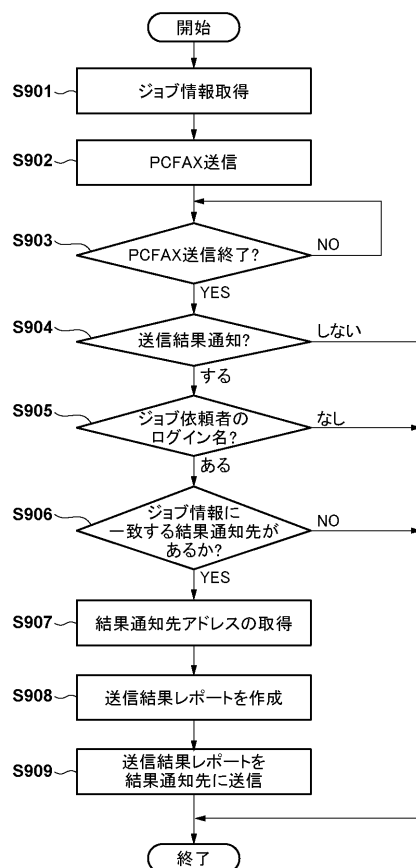 開始
S901
ジョブ情報取得
S902
PCFAX送信
S903
PCFAX送信終了?
NO
YES
S904
送信結果通知?
しない
する
S905
ジョブ依頼者の
ログイン名?
なし
ある
S906
ジョブ情報に
一致する結果通知先が
あるか?
NO
YES
S907
結果通知先アドレスの取得
S908
送信結果レポートを作成
S909
送信結果レポートを
結果通知先に送信
終了